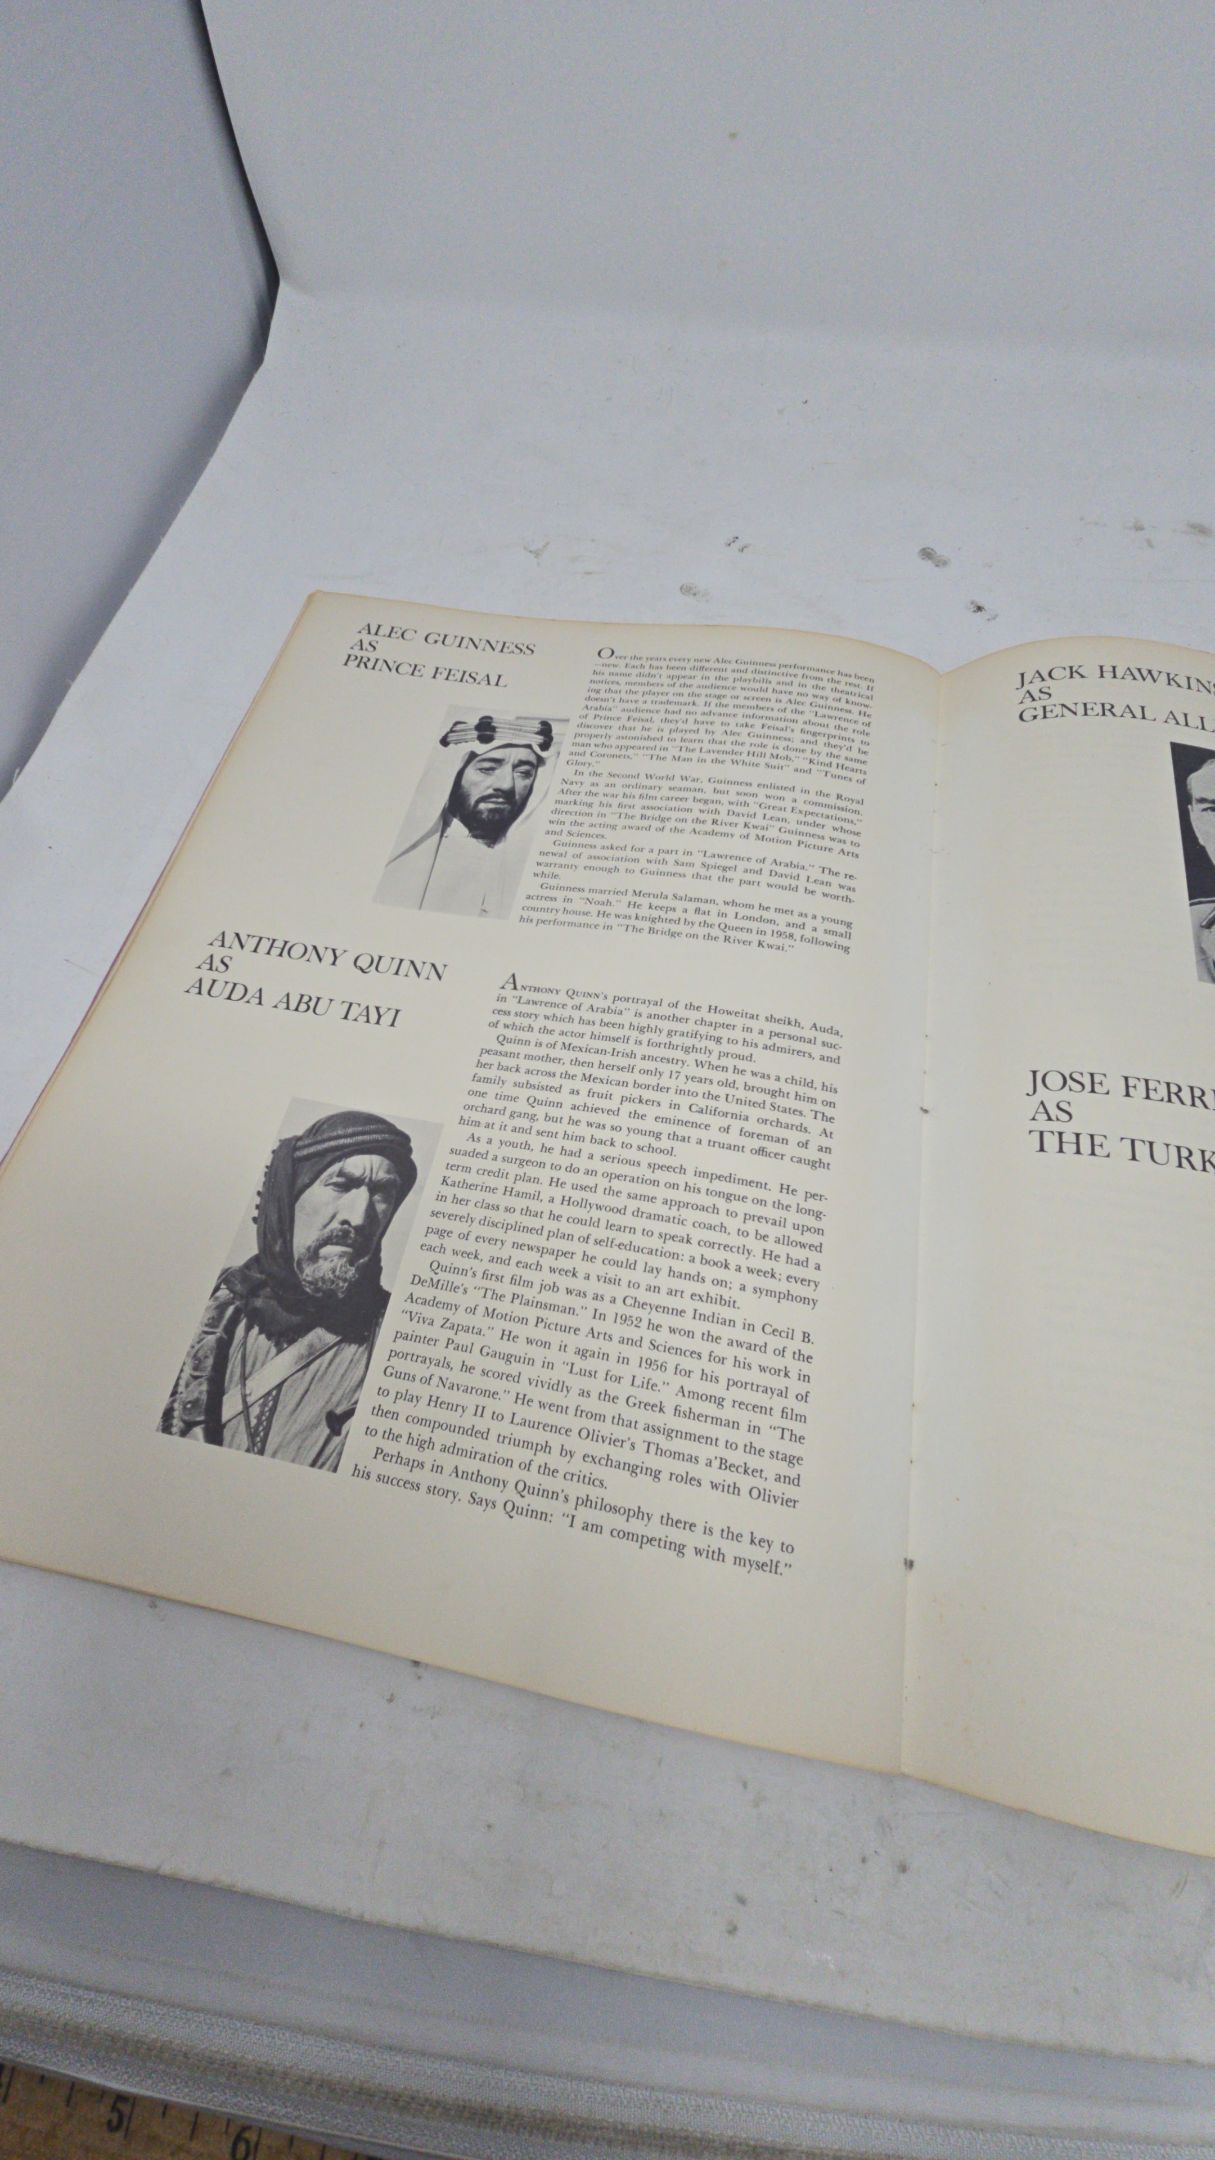 ALEC GUINNESS
AS
PRINCE FEISAL
Over the years every new Alec Guinness performance has been
—new. Each has been different and distinctive from the rest. If
his name didn't appear in the playbills and in the theatrical
notices, members of the audience would have no way of know-
ing that the player on the stage or screen is Alec Guinness. He
doesn't have a trademark. If the members of the "Lawrence of
Arabia" audience had no advance information about the role
of Prince Feisal, they'd have to take Feisal's fingerprints to
discover that he is played by Alec Guinness; and they'd be
properly astonished to learn that the role is done by the same
man who appeared in "The Lavender Hill Mob," "Kind Hearts
and Coronets," "The Man in the White Suit" and "Tunes of
Glory."
In the Second World War, Guinness enlisted in the Royal
Navy as an ordinary seaman, but soon won a commission.
After the war his film career began, with "Great Expectations,"
marking his first association with David Lean, under whose
direction in "The Bridge on the River Kwai" Guinness was to
win the acting award of the Academy of Motion Picture Arts
and Sciences.
Guinness asked for a part in "Lawrence of Arabia." The re-
newal of association with Sam Spiegel and David Lean was
warranty enough to Guinness that the part would be worth-
while.
Guinness married Merula Salaman, whom he met as a young
actress in "Noah." He keeps a flat in London, and a small
country house. He was knighted by the Queen in 1958, following
his performance in "The Bridge on the River Kwai."
ANTHONY QUINN
AS
AUDA ABU TAYI
ANTHONY QUINN'S portrayal of the Howeitat sheikh, Auda,
in "Lawrence of Arabia" is another chapter in a personal suc-
cess story which has been highly gratifying to his admirers, and
of which the actor himself is forthrightly proud.
Quinn is of Mexican-Irish ancestry. When he was a child, his
peasant mother, then herself only 17 years old, brought him on
her back across the Mexican border into the United States. The
family subsisted as fruit pickers in California orchards. At
one time Quinn achieved the eminence of foreman of an
orchard gang, but he was so young that a truant officer caught
him at it and sent him back to school.
As a youth, he had a serious speech impediment. He per-
suaded a surgeon to do an operation on his tongue on the long-
term credit plan. He used the same approach to prevail upon
Katherine Hamil, a Hollywood dramatic coach, to be allowed
in her class so that he could learn to speak correctly. He had a
severely disciplined plan of self-education: a book a week; every
page of every newspaper he could lay hands on; a symphony
each week, and each week a visit to an art exhibit.
Quinn's first film job was as a Cheyenne Indian in Cecil B.
DeMille's "The Plainsman." In 1952 he won the award of the
Academy of Motion Picture Arts and Sciences for his work in
"Viva Zapata." He won it again in 1956 for his portrayal of
painter Paul Gauguin in "Lust for Life." Among recent film
portrayals, he scored vividly as the Greek fisherman in "The
Guns of Navarone." He went from that assignment to the stage
to play Henry II to Laurence Olivier's Thomas a'Becket, and
then compounded triumph by exchanging roles with Olivier
to the high admiration of the critics.
Perhaps in Anthony Quinn's philosophy there is the key to
his success story. Says Quinn: "I am competing with myself."
JACK HAWKINS
AS
GENERAL ALL
JOSE FERR
AS
THE TURK
5
6